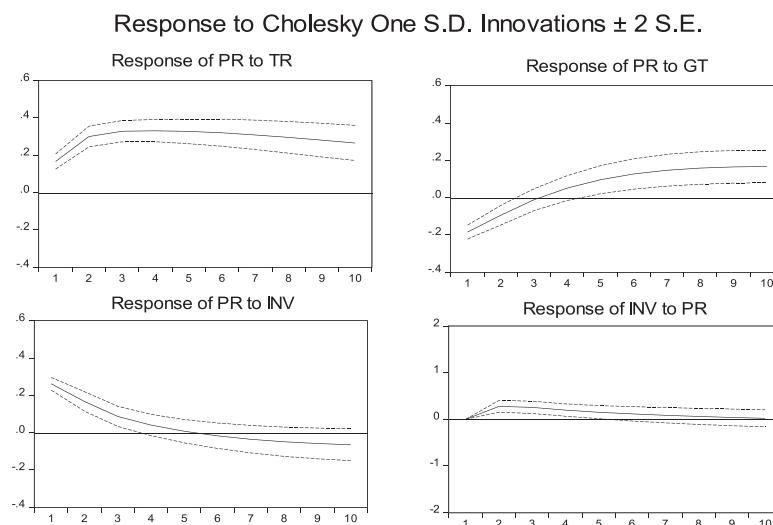 Response to Cholesky One S.D. Innovations ± 2 S.E.
Response of PR to TR
.6
.4
.2
.0
-.2
-.4
1 2 3 4 5 6 7 8 9 10
Response of PR to GT
.6
.4
.2
.0
-.2
-.4
1 2 3 4 5 6 7 8 9 10
Response of PR to INV
.6
.4
.2
.0
-.2
-.4
1 2 3 4 5 6 7 8 9 10
Response of INV to PR
2
1
0
-1
-2
1 2 3 4 5 6 7 8 9 10